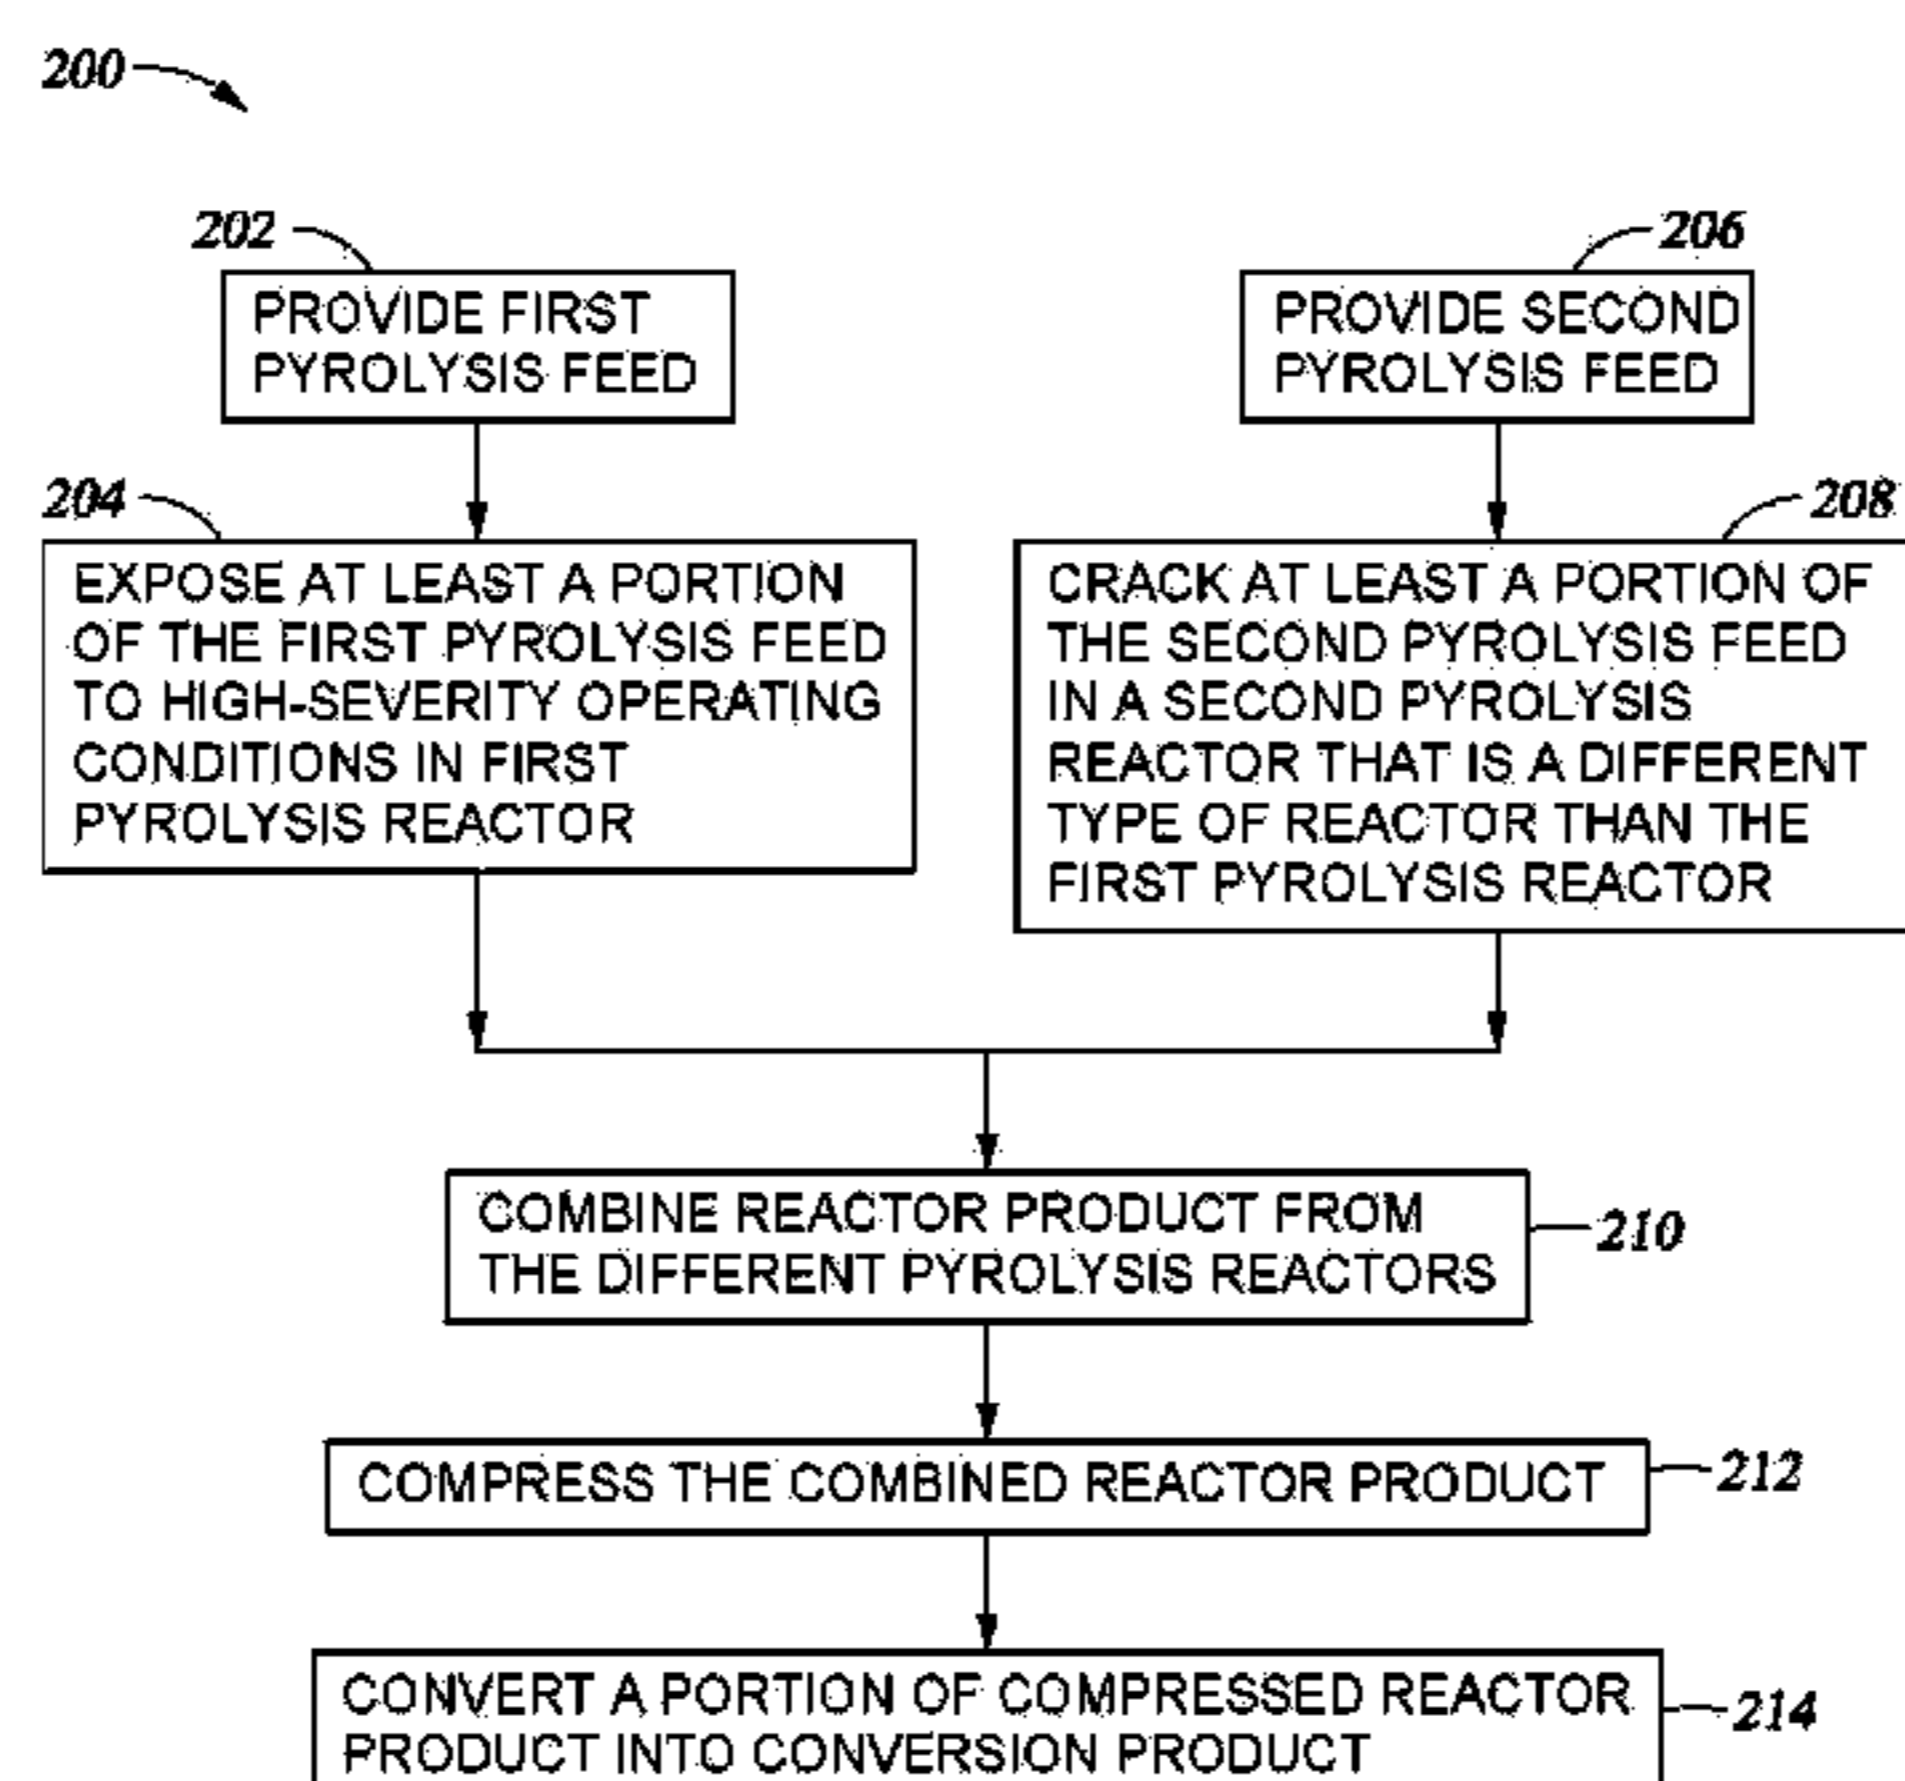 200
202
PROVIDE FIRST
PYROLYSIS FEED
206
PROVIDE SECOND
PYROLYSIS FEED
204
EXPOSE AT LEAST A PORTION
OF THE FIRST PYROLYSIS FEED
TO HIGH-SEVERITY OPERATING
CONDITIONS IN FIRST
PYROLYSIS REACTOR
208
CRACK AT LEAST A PORTION OF
THE SECOND PYROLYSIS FEED
IN A SECOND PYROLYSIS
REACTOR THAT IS A DIFFERENT
TYPE OF REACTOR THAN THE
FIRST PYROLYSIS REACTOR
COMBINE REACTOR PRODUCT FROM
THE DIFFERENT PYROLYSIS REACTORS
210
COMPRESS THE COMBINED REACTOR PRODUCT
212
CONVERT A PORTION OF COMPRESSED REACTOR
PRODUCT INTO CONVERSION PRODUCT
214